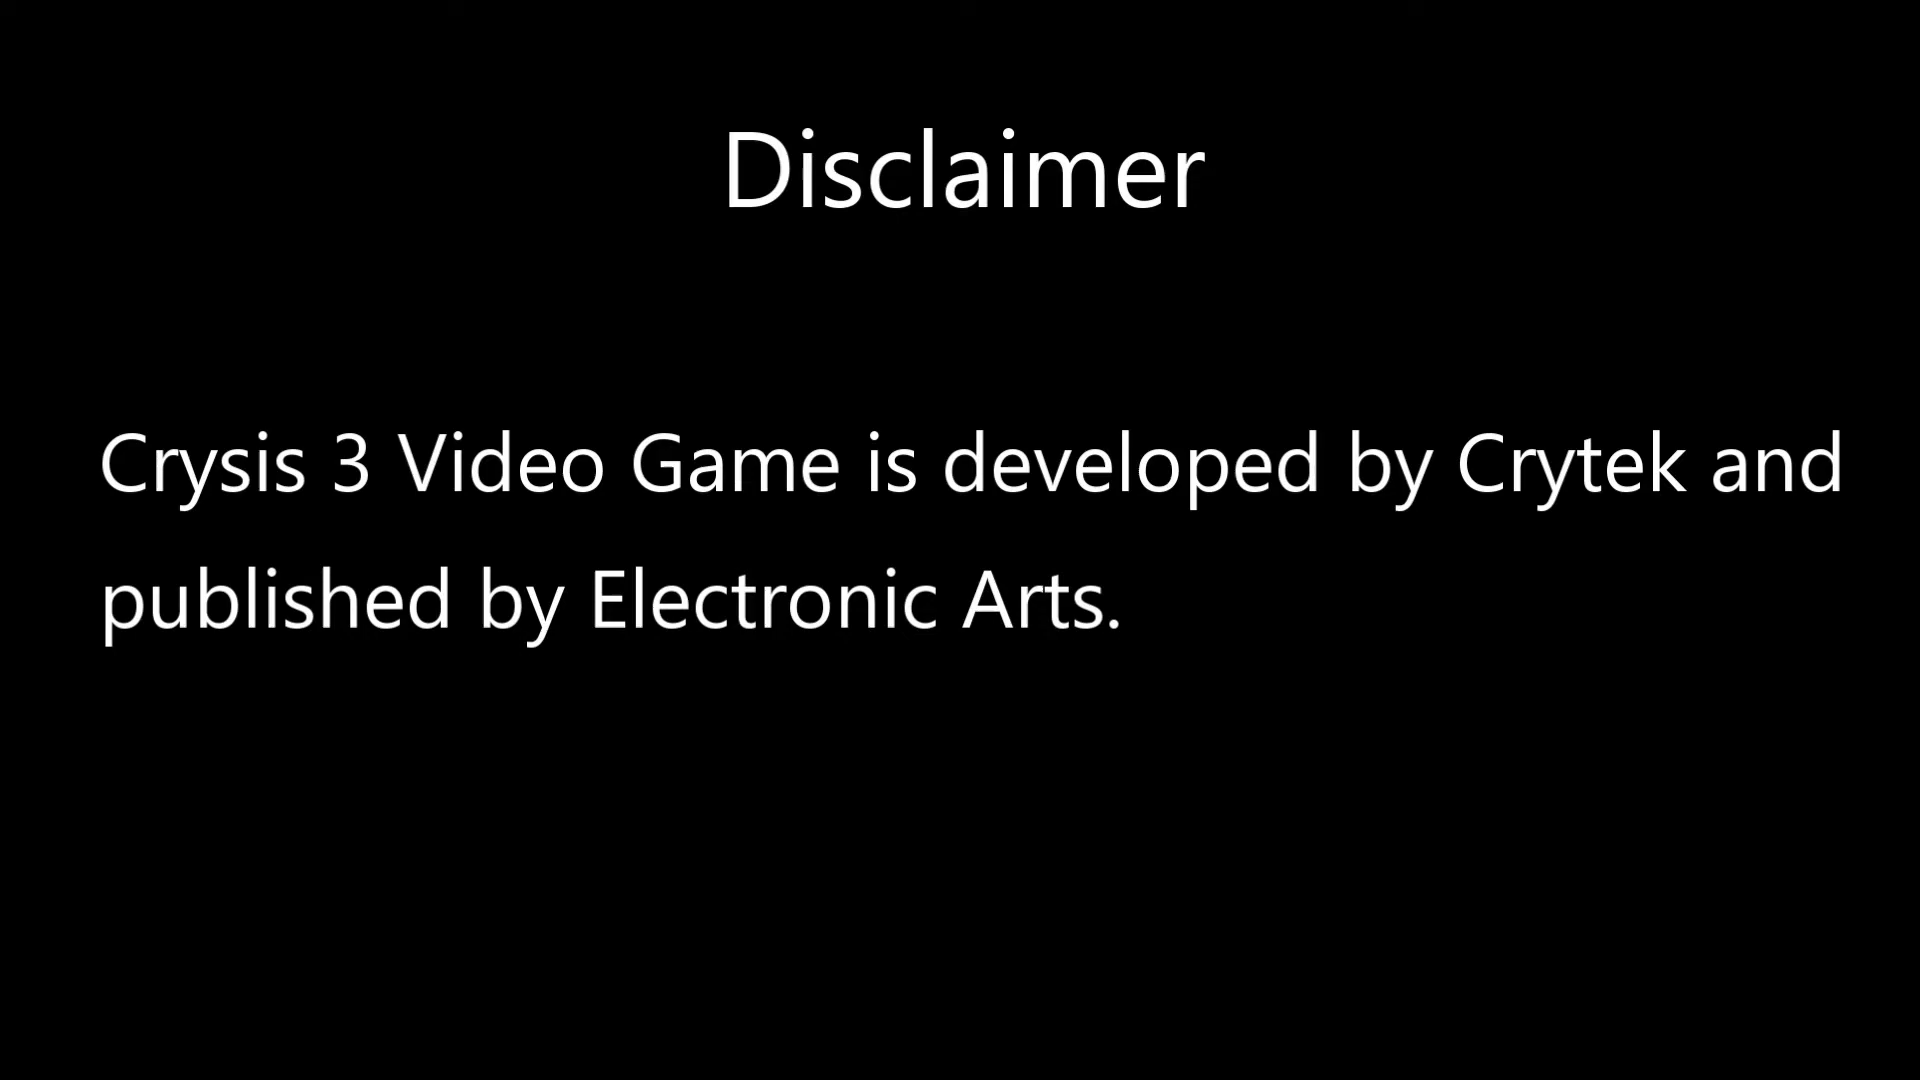 Disclaimer
Crysis 3 Video Game is developed by Crytek and
published by Electronic Arts.